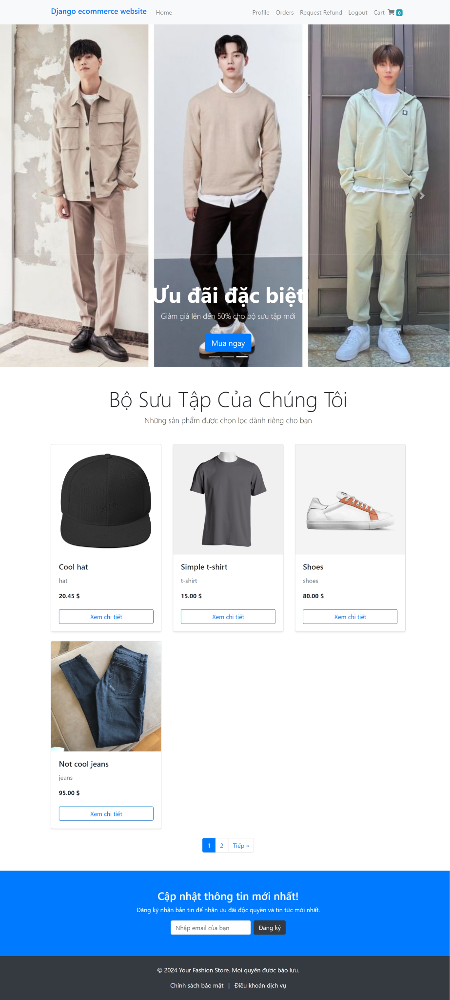 Django ecommerce website Home Profile Orders Request Refund Logout Cart 0
Ưu đãi đặc biệt
Giảm giá lên đến 50% cho bộ sưu tập mới
Mua ngay
Bộ Sưu Tập Của Chúng Tôi
Những sản phẩm được chọn lọc dành riêng cho bạn
Cool hat
hat
20.45 $
Xem chi tiết
Simple t-shirt
t-shirt
15.00 $
Xem chi tiết
Shoes
shoes
80.00 $
Xem chi tiết
Not cool jeans
jeans
95.00 $
Xem chi tiết
1 2 Tiếp »
Cập nhật thông tin mới nhất!
Đăng ký nhận bản tin để nhận ưu đãi độc quyền và tin tức mới nhất.
Nhập email của bạn Đăng ký
© 2024 Your Fashion Store. Mọi quyền được bảo lưu.
Chính sách bảo mật | Điều khoản dịch vụ